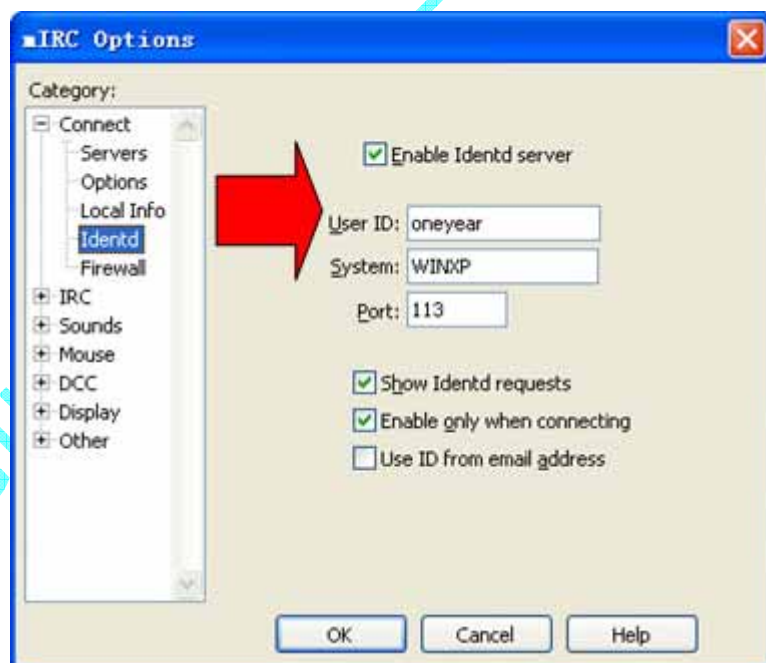 mIRC Options
Category:
Connect
Servers
Options
Local Info
Identd
Firewall
IRC
Sounds
Mouse
DCC
Display
Other
Enable Identd server
User ID: oneyear
System: WINXP
Port: 113
Show Identd requests
Enable only when connecting
Use ID from email address
OK Cancel Help